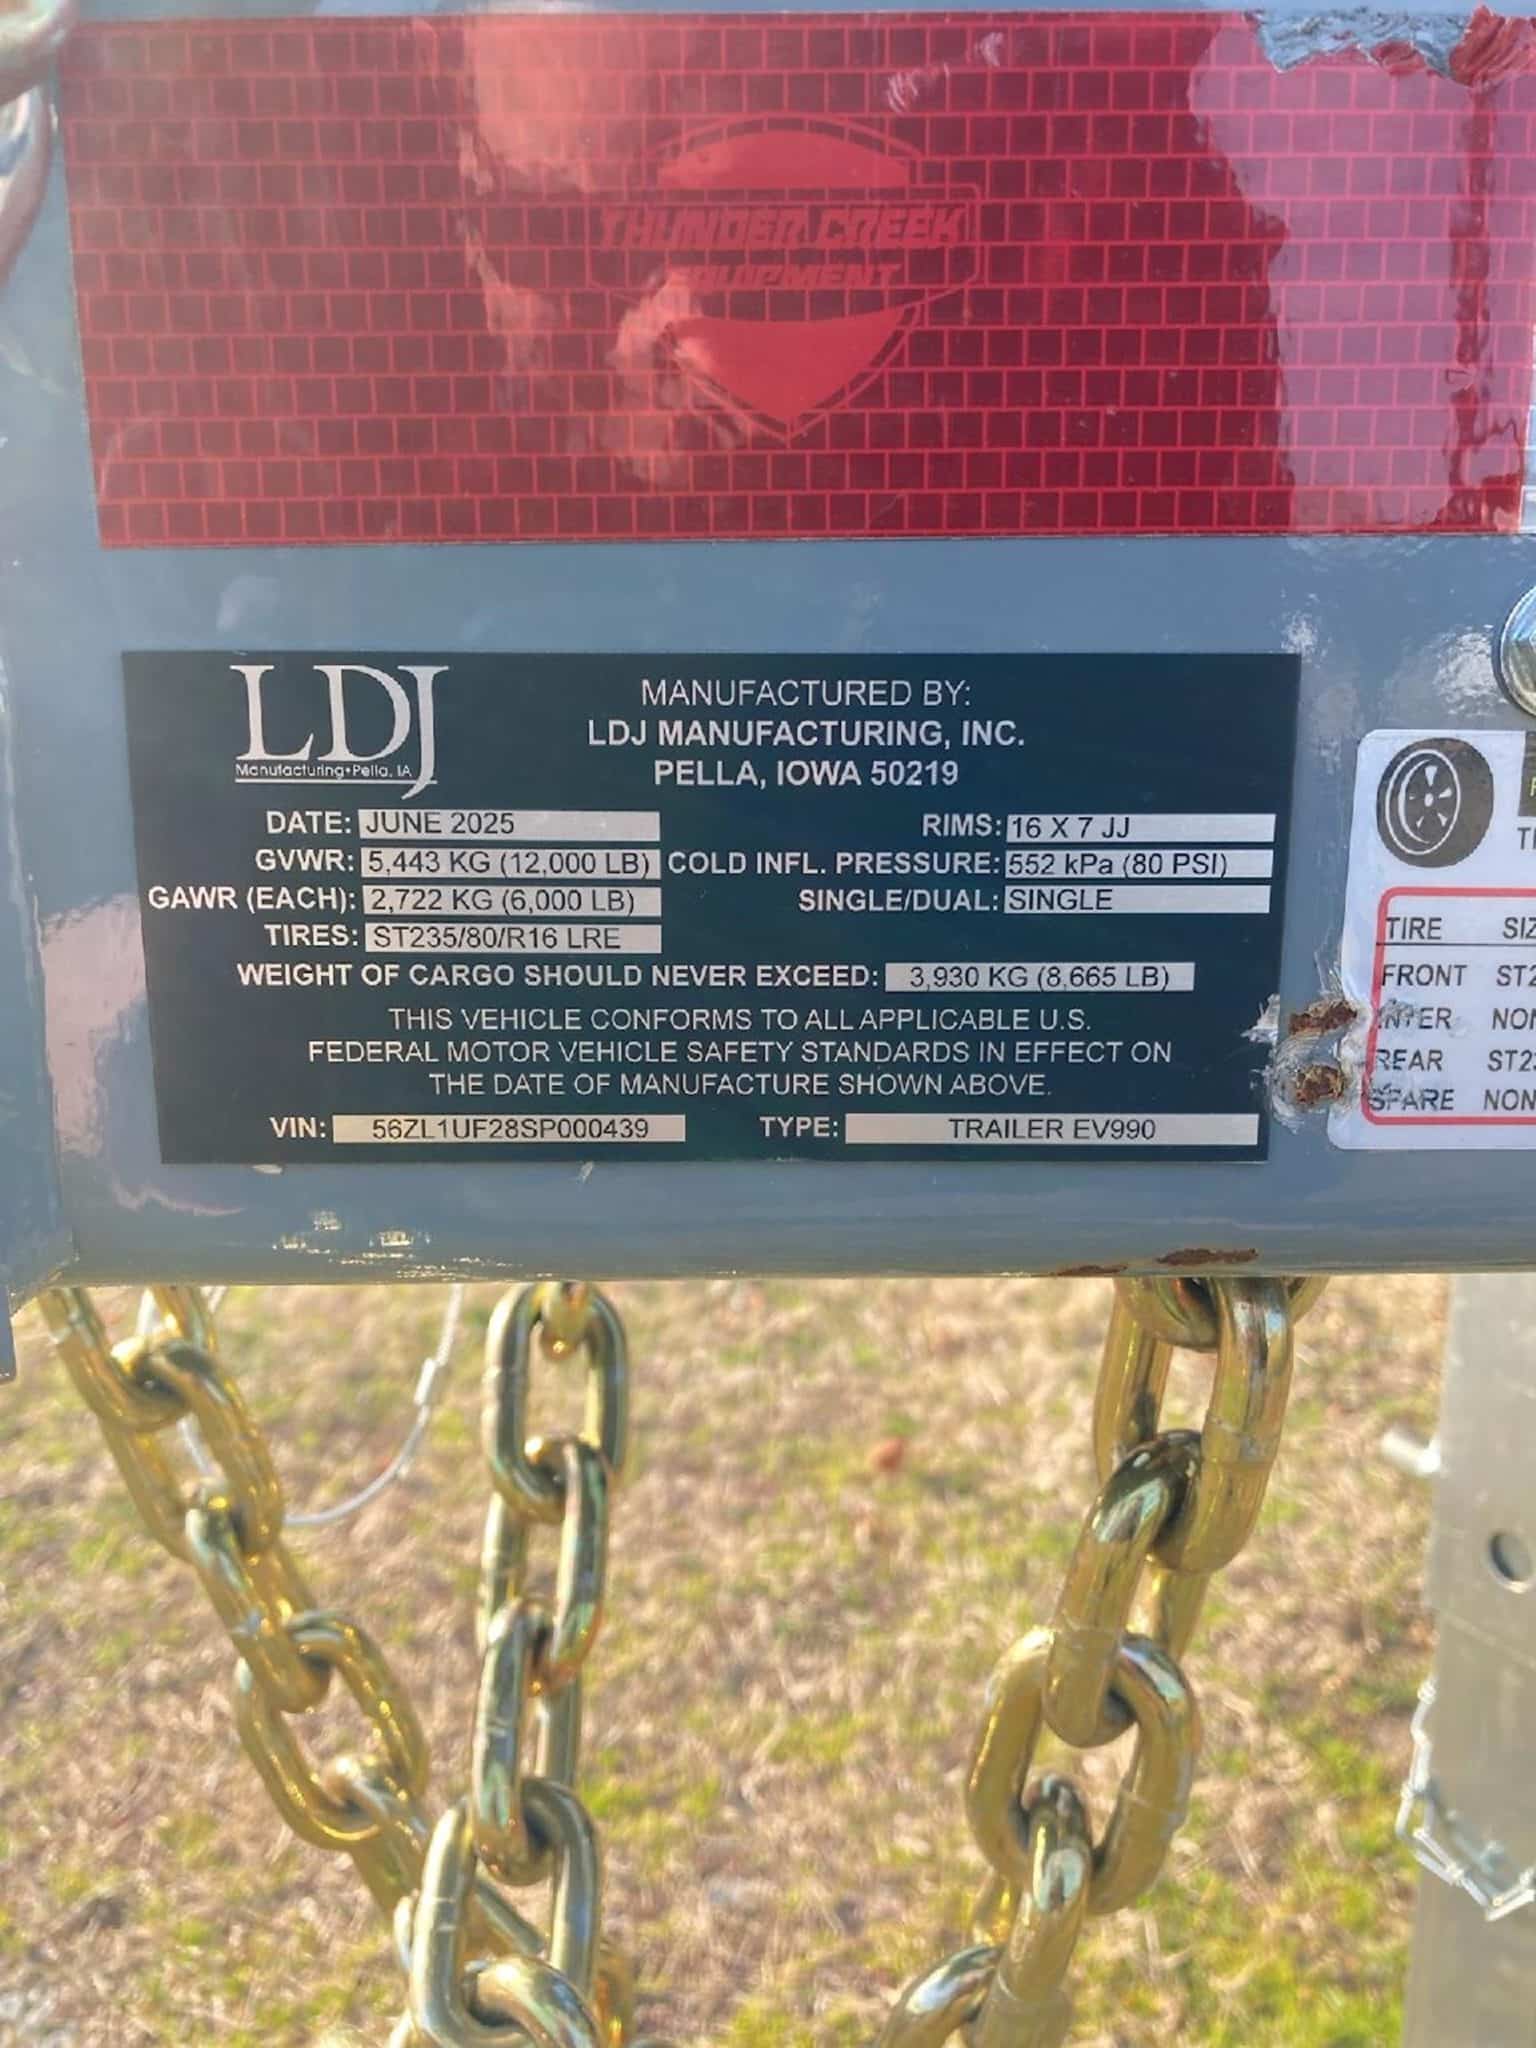 THUNDER CREEK
EQUIPMENT
LDJ
Manufacturing•Pella, IA
MANUFACTURED BY:
LDJ MANUFACTURING, INC.
PELLA, IOWA 50219
DATE: JUNE 2025
RIMS: 16 X 7 JJ
GVWR: 5,443 KG (12,000 LB)
COLD INFL. PRESSURE: 552 kPa (80 PSI)
GAWR (EACH): 2,722 KG (6,000 LB)
SINGLE/DUAL: SINGLE
TIRES: ST235/80/R16 LRE
WEIGHT OF CARGO SHOULD NEVER EXCEED: 3,930 KG (8,665 LB)
THIS VEHICLE CONFORMS TO ALL APPLICABLE U.S.
FEDERAL MOTOR VEHICLE SAFETY STANDARDS IN EFFECT ON
THE DATE OF MANUFACTURE SHOWN ABOVE.
VIN: 56ZL1UF28SP000439
TYPE: TRAILER EV990
TIRE
FRONT
REAR
SPARE